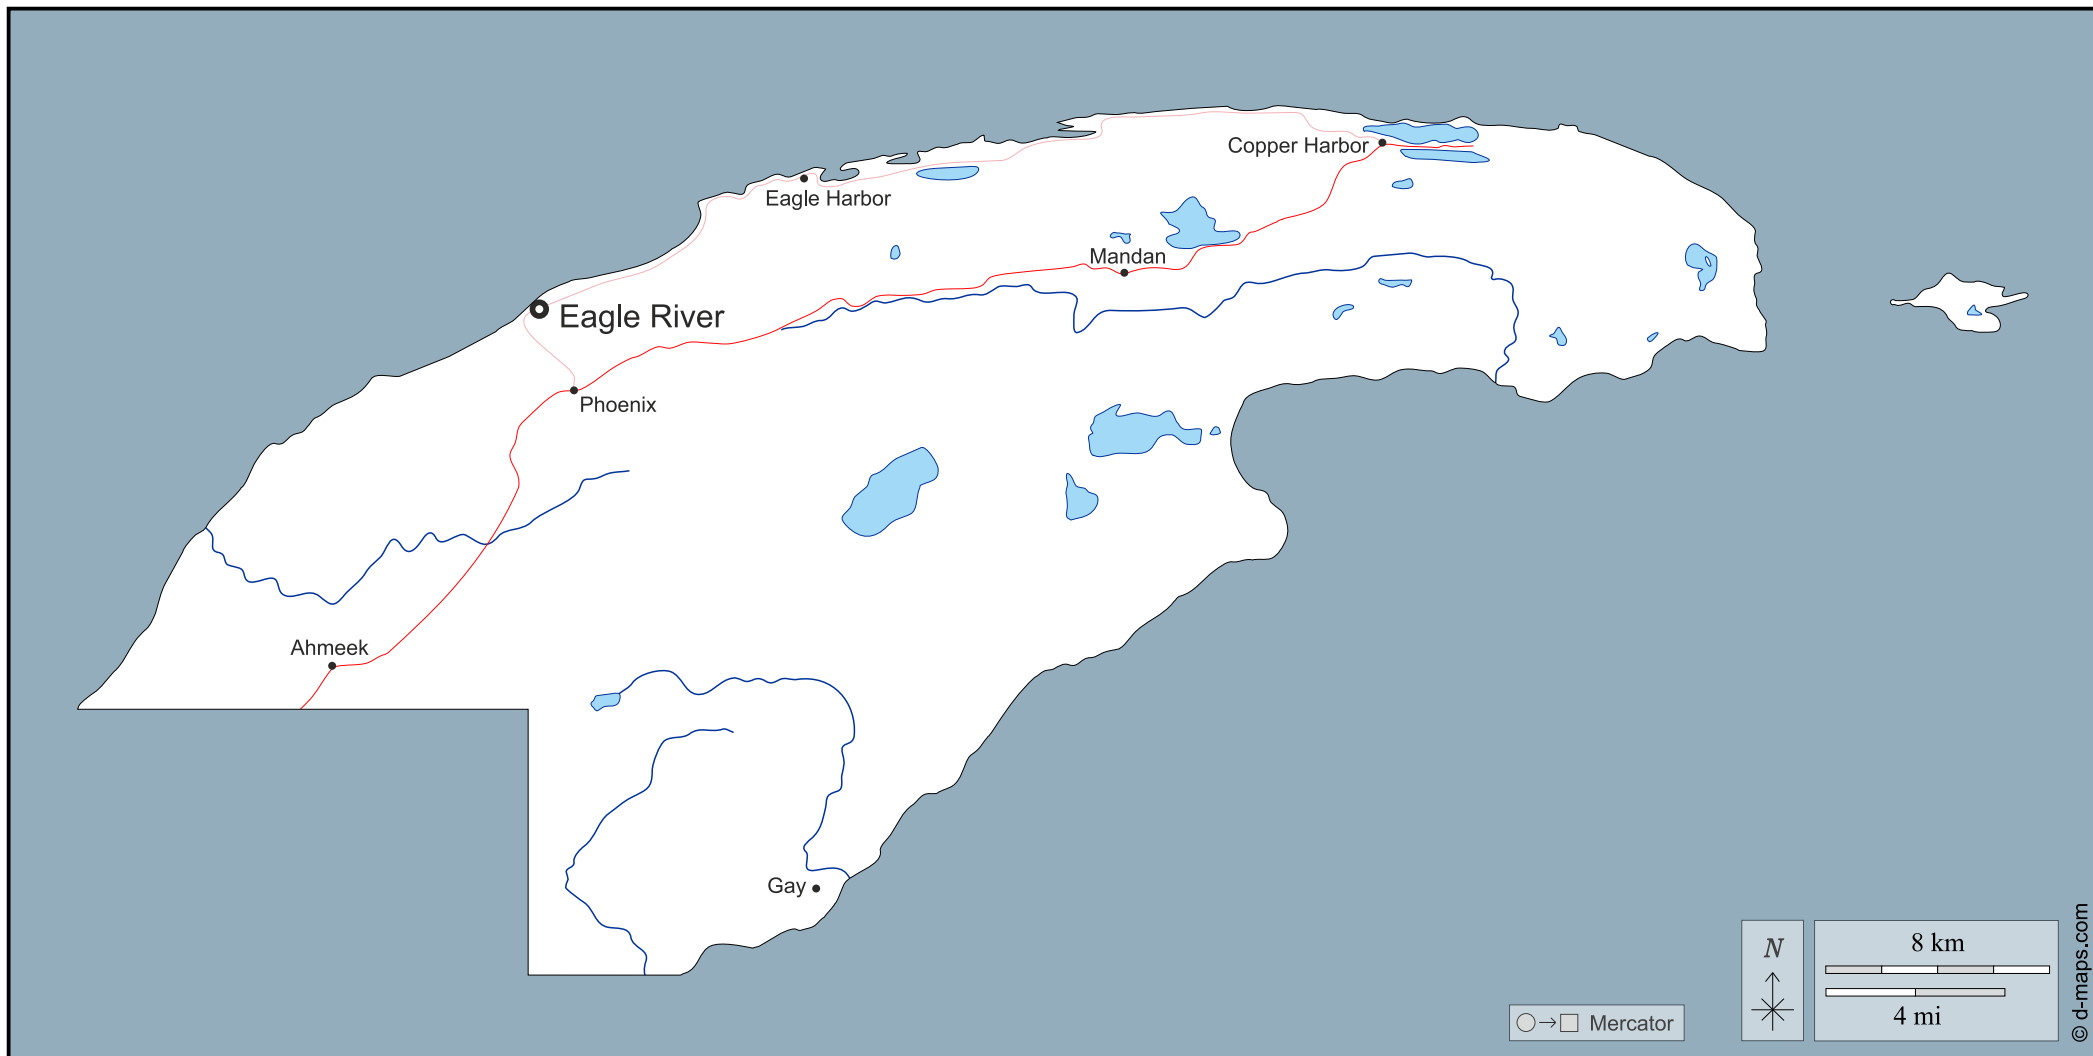 Copper Harbor
Eagle Harbor
Mandan
Eagle River
Phoenix
Ahmeek
Gay
N
8 km
4 mi
Mercator
© d-maps.com